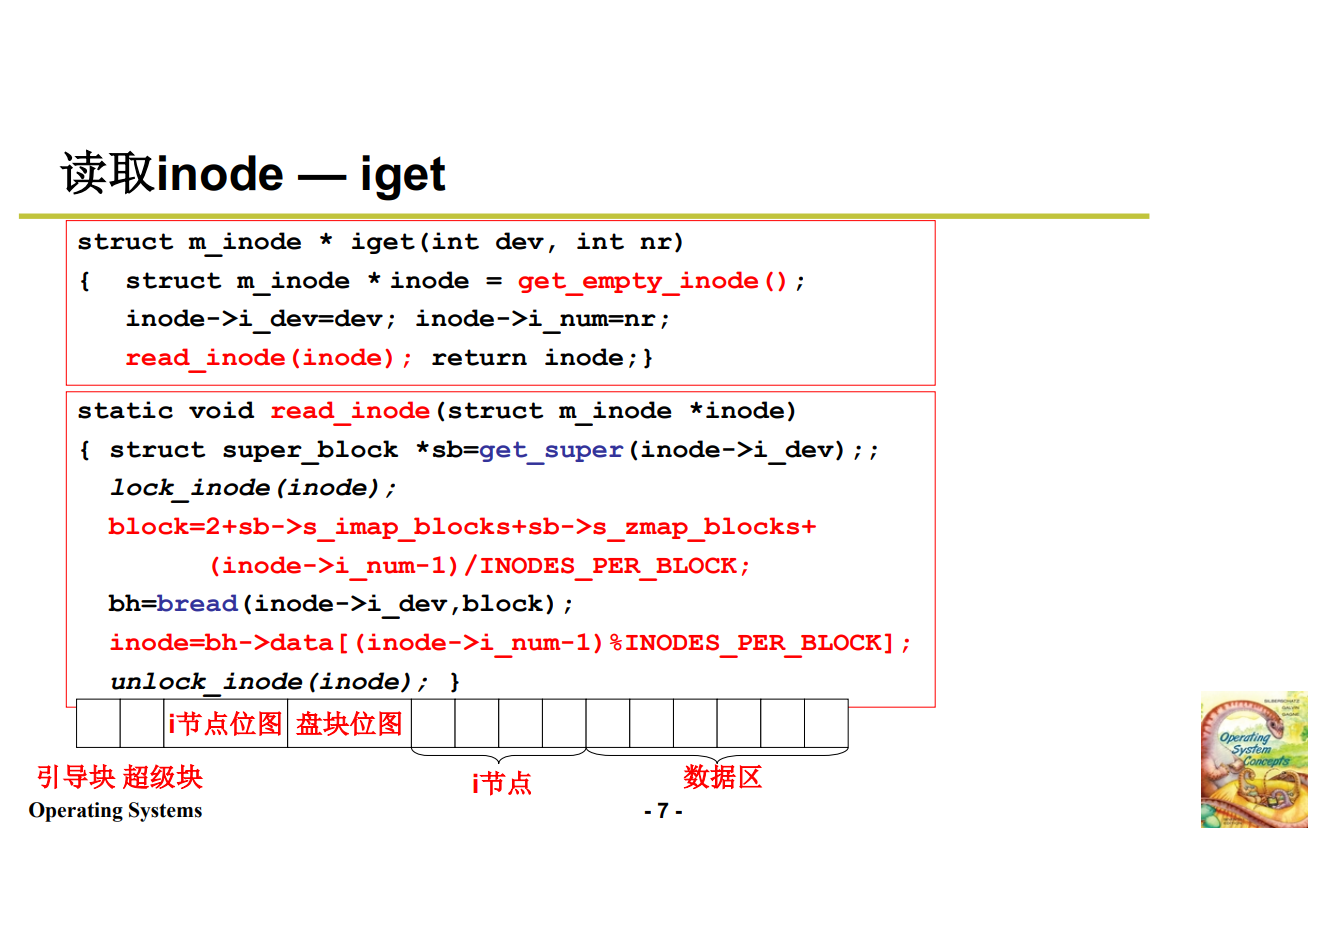 读取inode — iget
struct m_inode * iget(int dev, int nr)
{ struct m_inode * inode = get_empty_inode();
inode->i_dev=dev; inode->i_num=nr;
read_inode(inode); return inode;}
static void read_inode(struct m_inode *inode)
{ struct super_block *sb=get_super(inode->i_dev);;
lock_inode(inode);
block=2+sb->s_imap_blocks+sb->s_zmap_blocks+
(inode->i_num-1)/INODES_PER_BLOCK;
bh=bread(inode->i_dev,block);
inode=bh->data[(inode->i_num-1)%INODES_PER_BLOCK];
unlock_inode(inode); }
i节点位图 盘块位图
引导块 超级块 i节点 数据区
Operating Systems - 7 -
Operating
System
Concepts